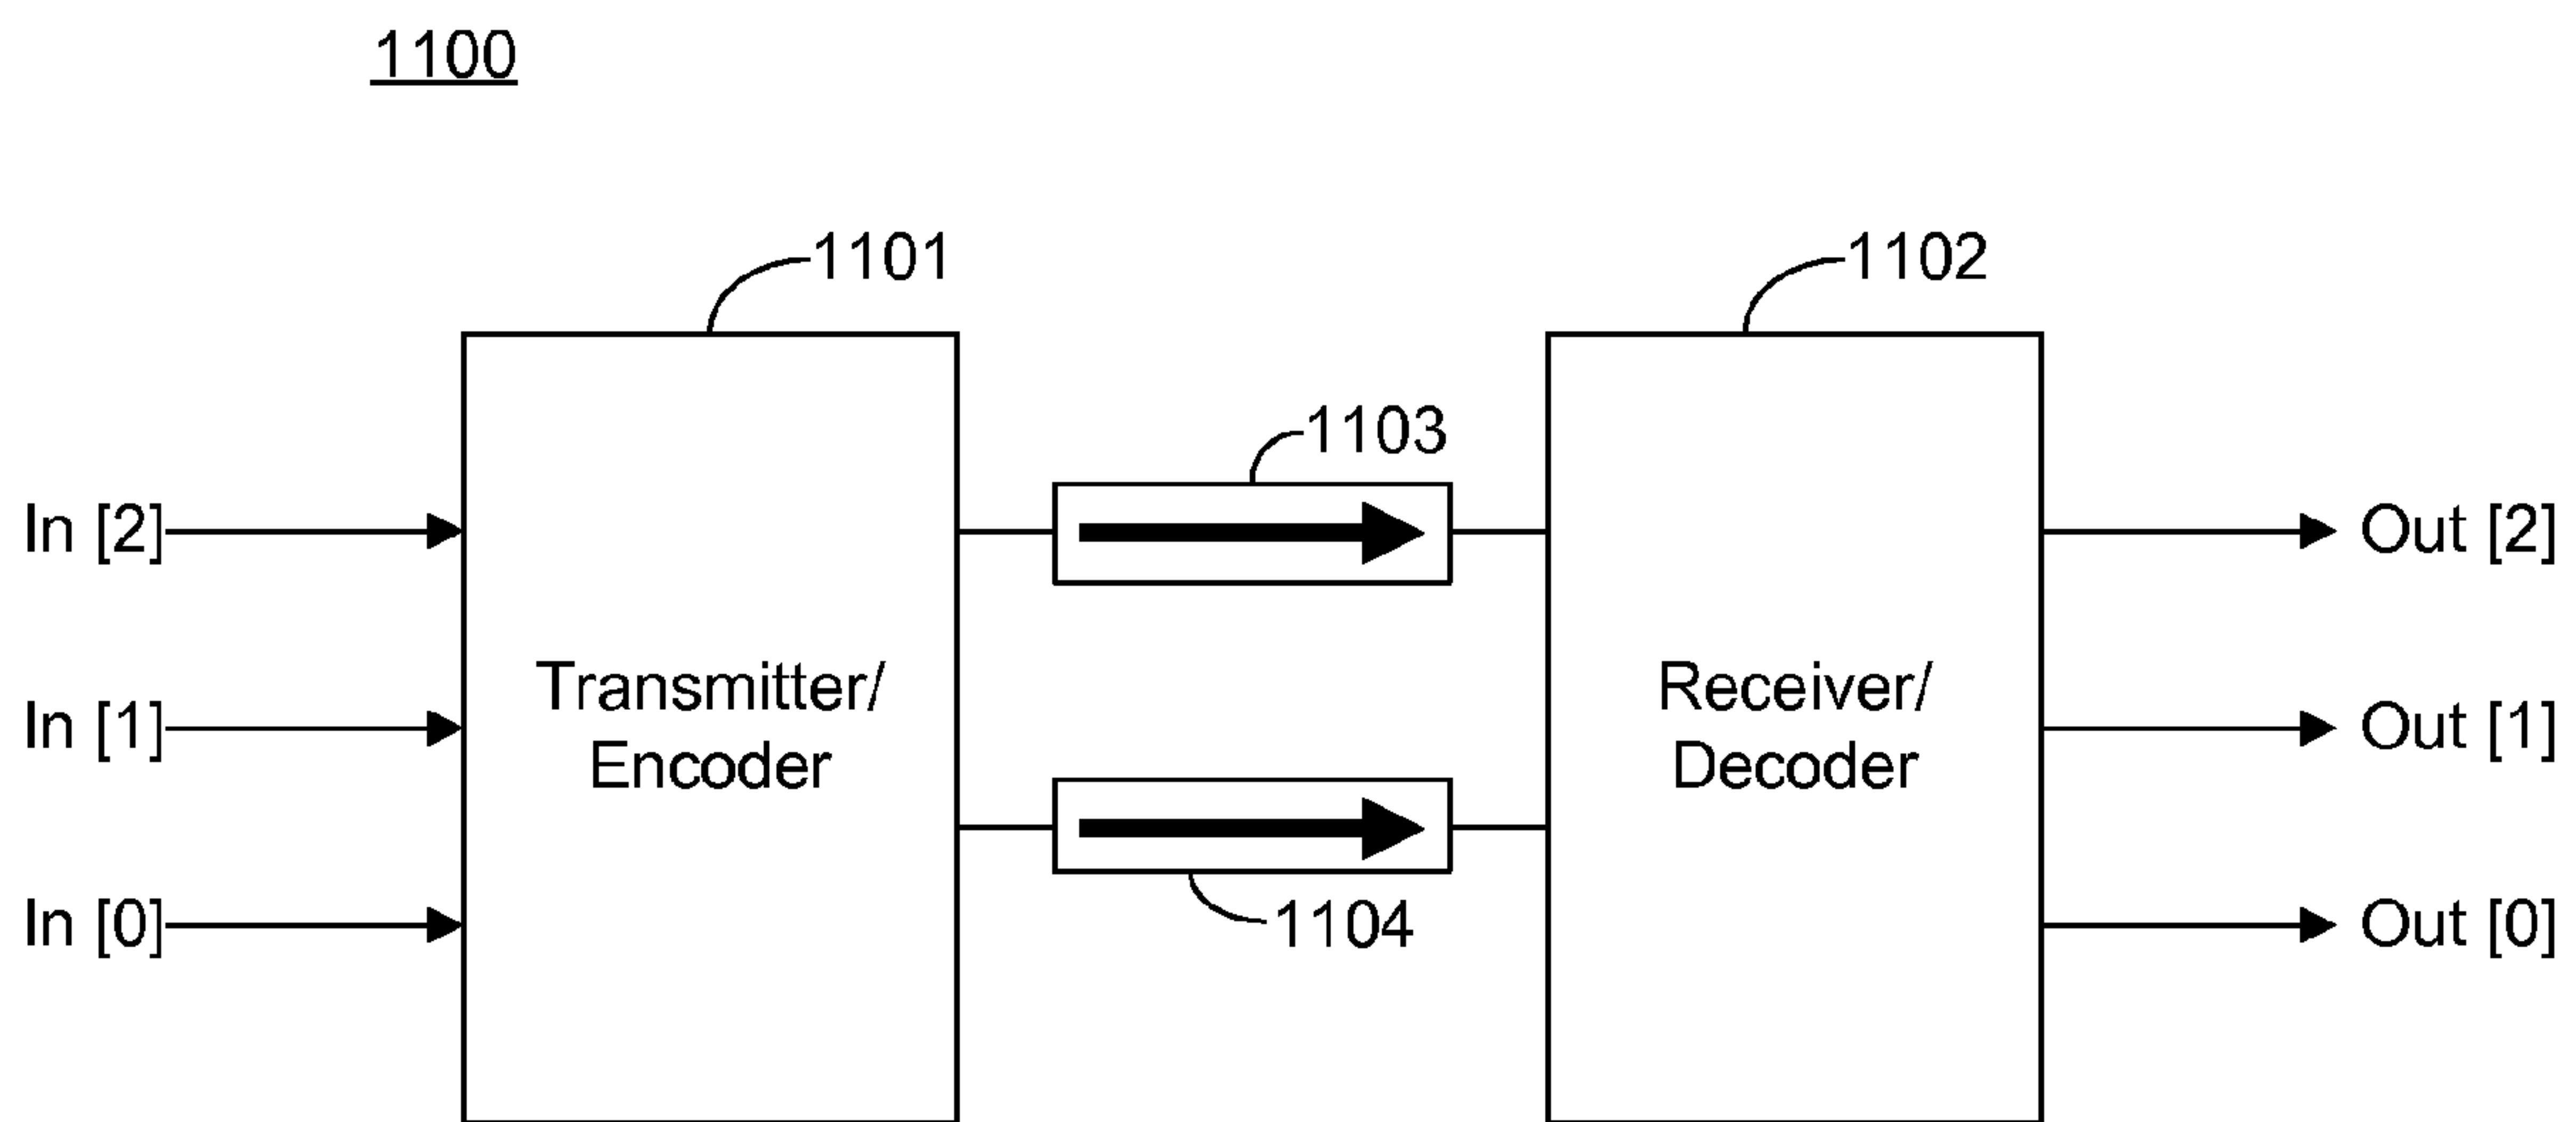 1100
1101
1102
1103
In [2]
Out [2]
Transmitter/
Encoder
Receiver/
Decoder
In [1]
Out [1]
1104
In [0]
Out [0]